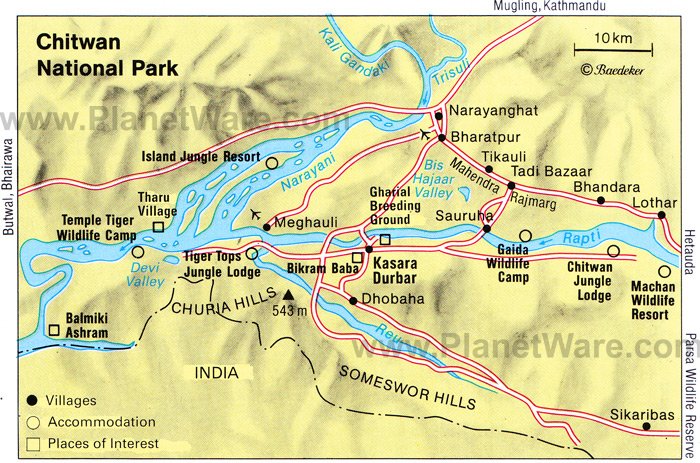 Mugling, Kathmandu
Chitwan
National Park
10 km
© Baedeker
Kali Gandaki
Trisuli
www.PlanetWare.com
Narayanghat
Bharatpur
Island Jungle Resort
Narayani
Bis
Hajaar
Valley
Mahendra
Rajmarg
Tikauli
Tadi Bazaar
Bhandara
Lothar
Butwal, Bhairawa
Tharu
Village
Gharial
Breeding
Ground
Temple Tiger
Wildlife Camp
Meghauli
Sauruha
Rapti
Hetauda
Devi
Valley
Tiger Tops
Jungle Lodge
Bikram Baba
Kasara
Durbar
Gaida
Wildlife
Camp
Chitwan
Jungle
Lodge
Machan
Wildlife
Resort
CHURIA HILLS
543 m
Dhobaha
Balmiki
Ashram
Reu
www.PlanetWare.com
INDIA
SOMESWOR HILLS
Parsa Wildlife Reserve
Villages
Accommodation
Places of Interest
Sikaribas